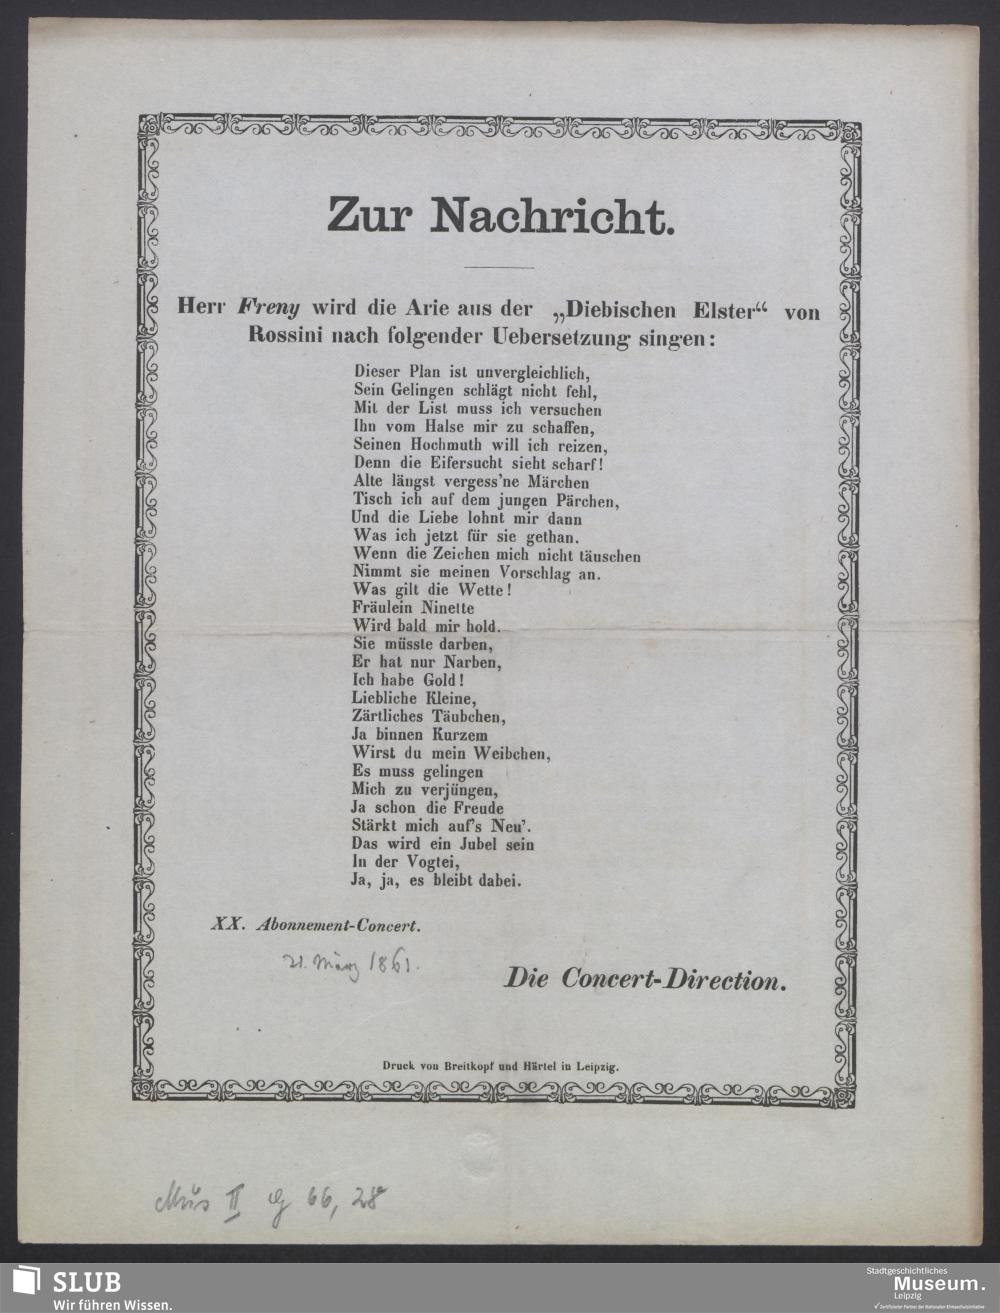 Zur Nachricht.
Herr Freny wird die Arie aus der „Diebischen Elster“ von
Rossini nach folgender Uebersetzung singen:
Dieser Plan ist unvergleichlich,
Sein Gelingen schlägt nicht fehl,
Mit der List muss ich versuchen
Ihn vom Halse mir zu schaffen,
Seinen Hochmuth will ich reizen,
Denn die Eifersucht sieht scharf!
Alte längst vergess'ne Märchen
Tisch ich auf dem jungen Pärchen,
Und die Liebe lohnt mir dann
Was ich jetzt für sie gethan.
Wenn die Zeichen mich nicht täuschen
Nimmt sie meinen Vorschlag an.
Was gilt die Wette!
Fräulein Ninette
Wird bald mir hold.
Sie müsste darben,
Er hat nur Narben,
Ich habe Gold!
Liebliche Kleine,
Zärtliches Täubchen,
Ja binnen Kurzem
Wirst du mein Weibchen,
Es muss gelingen
Mich zu verjüngen,
Ja schon die Freude
Stärkt mich auf's Neu'.
Das wird ein Jubel sein
In der Vogtei,
Ja, ja, es bleibt dabei.
XX. Abonnement-Concert.
21. März 1861.
Die Concert-Direction.
Druck von Breitkopf und Härtel in Leipzig.
Mus II g 66, 28
SLUB
Wir führen Wissen.
Stadtgeschichtliches
Museum.
Leipzig
Zertifizierter Partner der Nationalen Klimaschutzinitiative